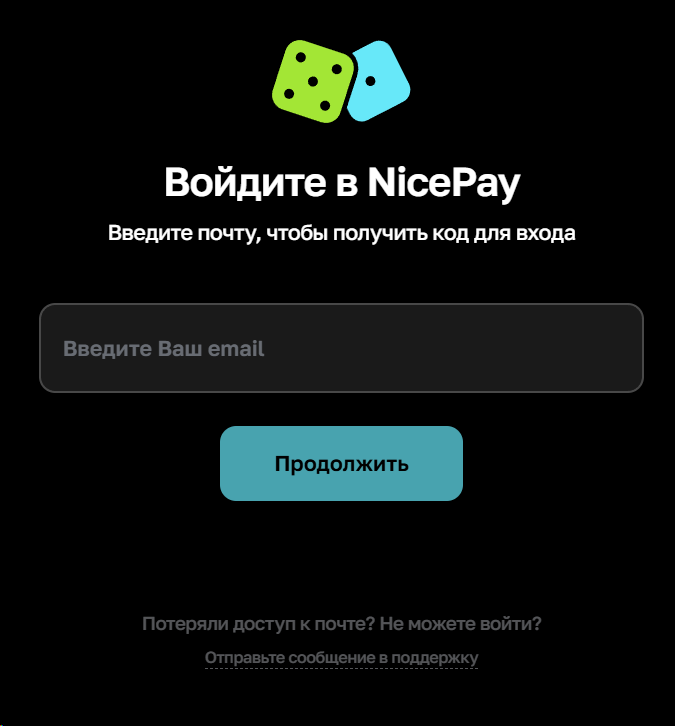 Войдите в NicePay
Введите почту, чтобы получить код для входа
Введите Ваш email
Продолжить
Потеряли доступ к почте? Не можете войти?
Отправьте сообщение в поддержку